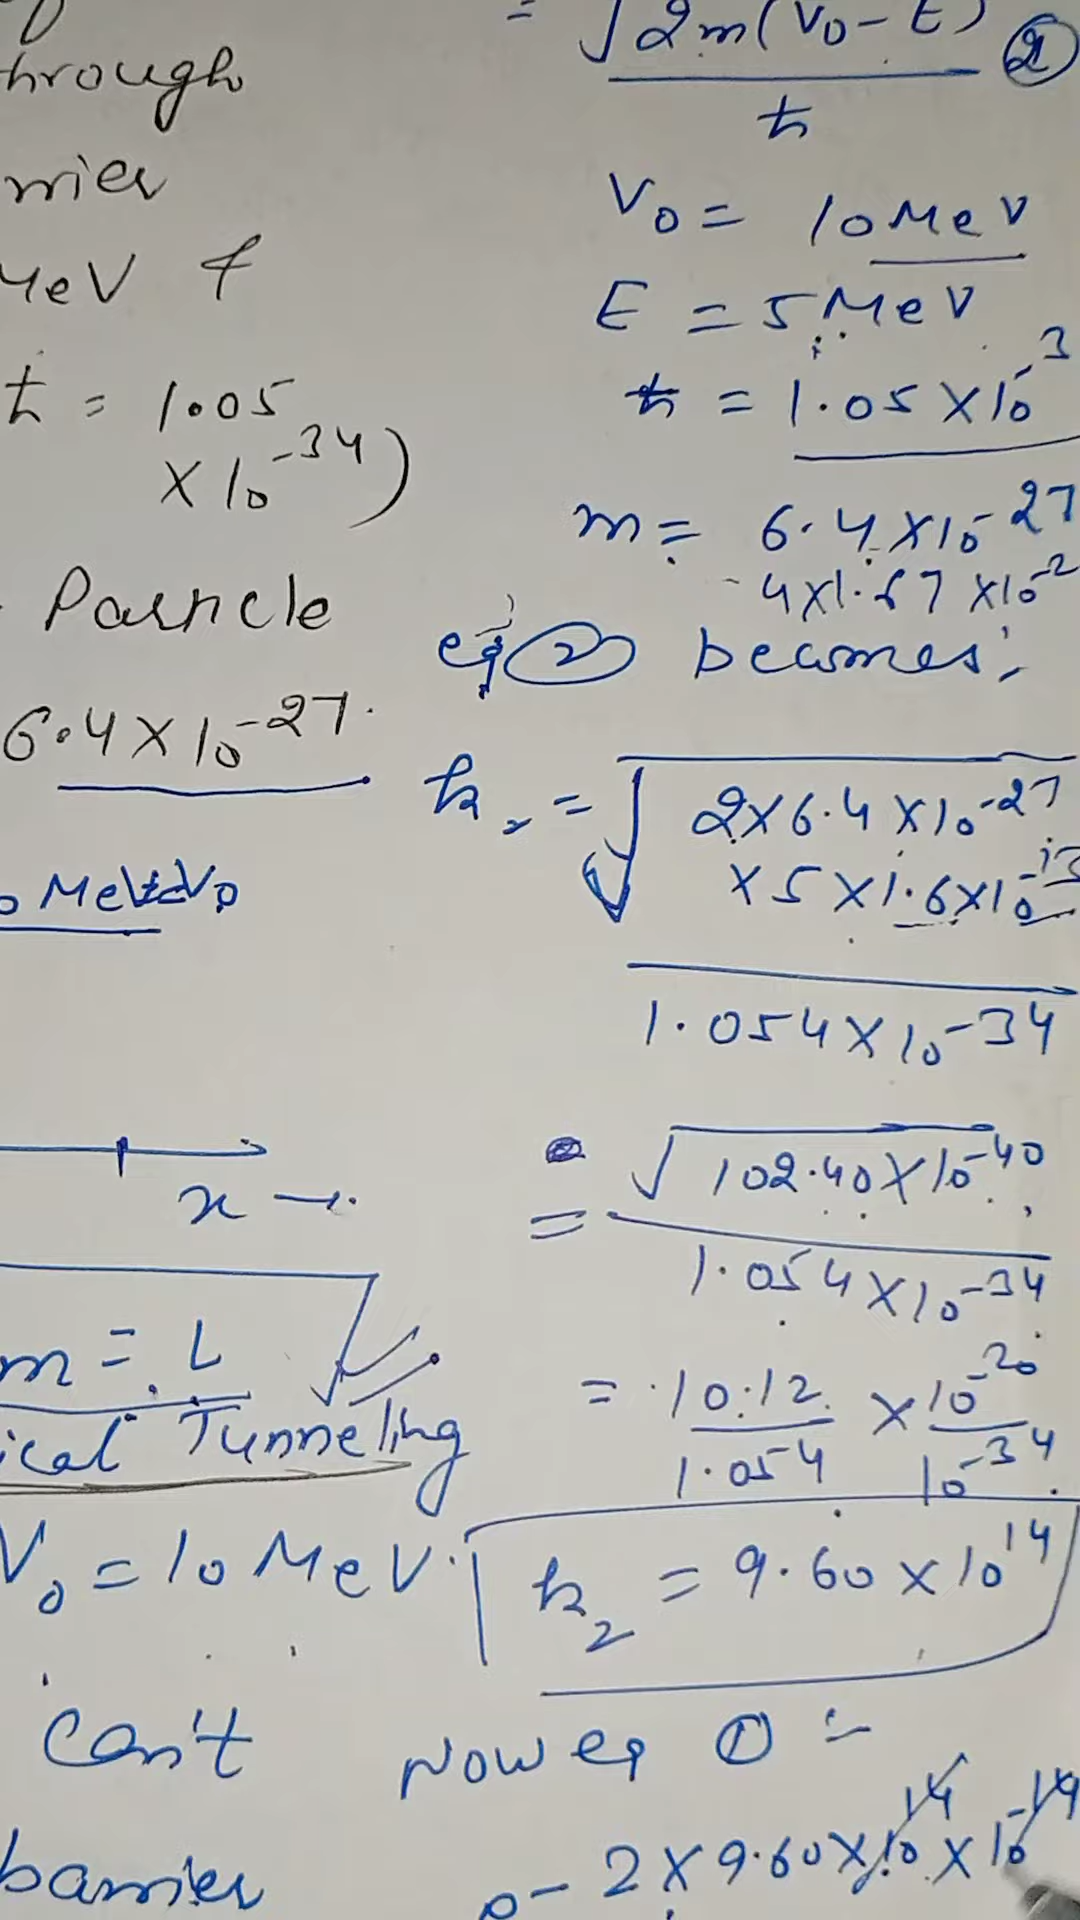 through
rrier
MeV &
ħ = 1.05
× 10^-34)
Particle
6.4 × 10^-27.
MeV
x →
m = L
ical Tunneling
V₀ = 10 MeV.
can't
barrier
= √2m(V₀ - E) ②
ħ
V₀ = 10 MeV
E = 5 MeV
ħ = 1.05 × 10^-3
m = 6.4 × 10^-27
4×1.67 × 10^-2
eq ② becomes:
k₂ = √2×6.4×10^-27
×5×1.6×10^-13
1.054 × 10^-34
= √102.40 × 10^-40
1.054 × 10^-34
= 10.12 × 10^-20
1.054 10^-34
k₂ = 9.60 × 10^14
Now eq ① :-
e^- 2 × 9.60 × 10^14 × 10^-14